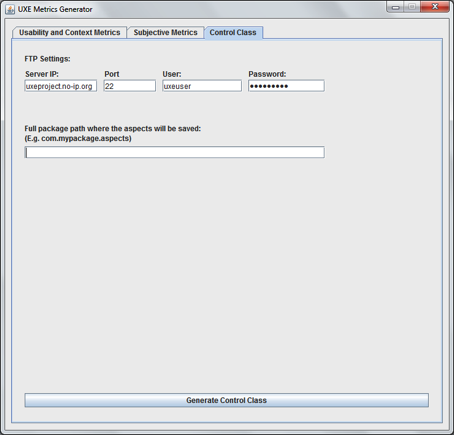 UXE Metrics Generator
Usability and Context Metrics Subjective Metrics Control Class
FTP Settings:
Server IP: Port User: Password:
uxeproject.no-ip.org 22 uxeuser •••••••••
Full package path where the aspects will be saved:
(E.g. com.mypackage.aspects)
Generate Control Class